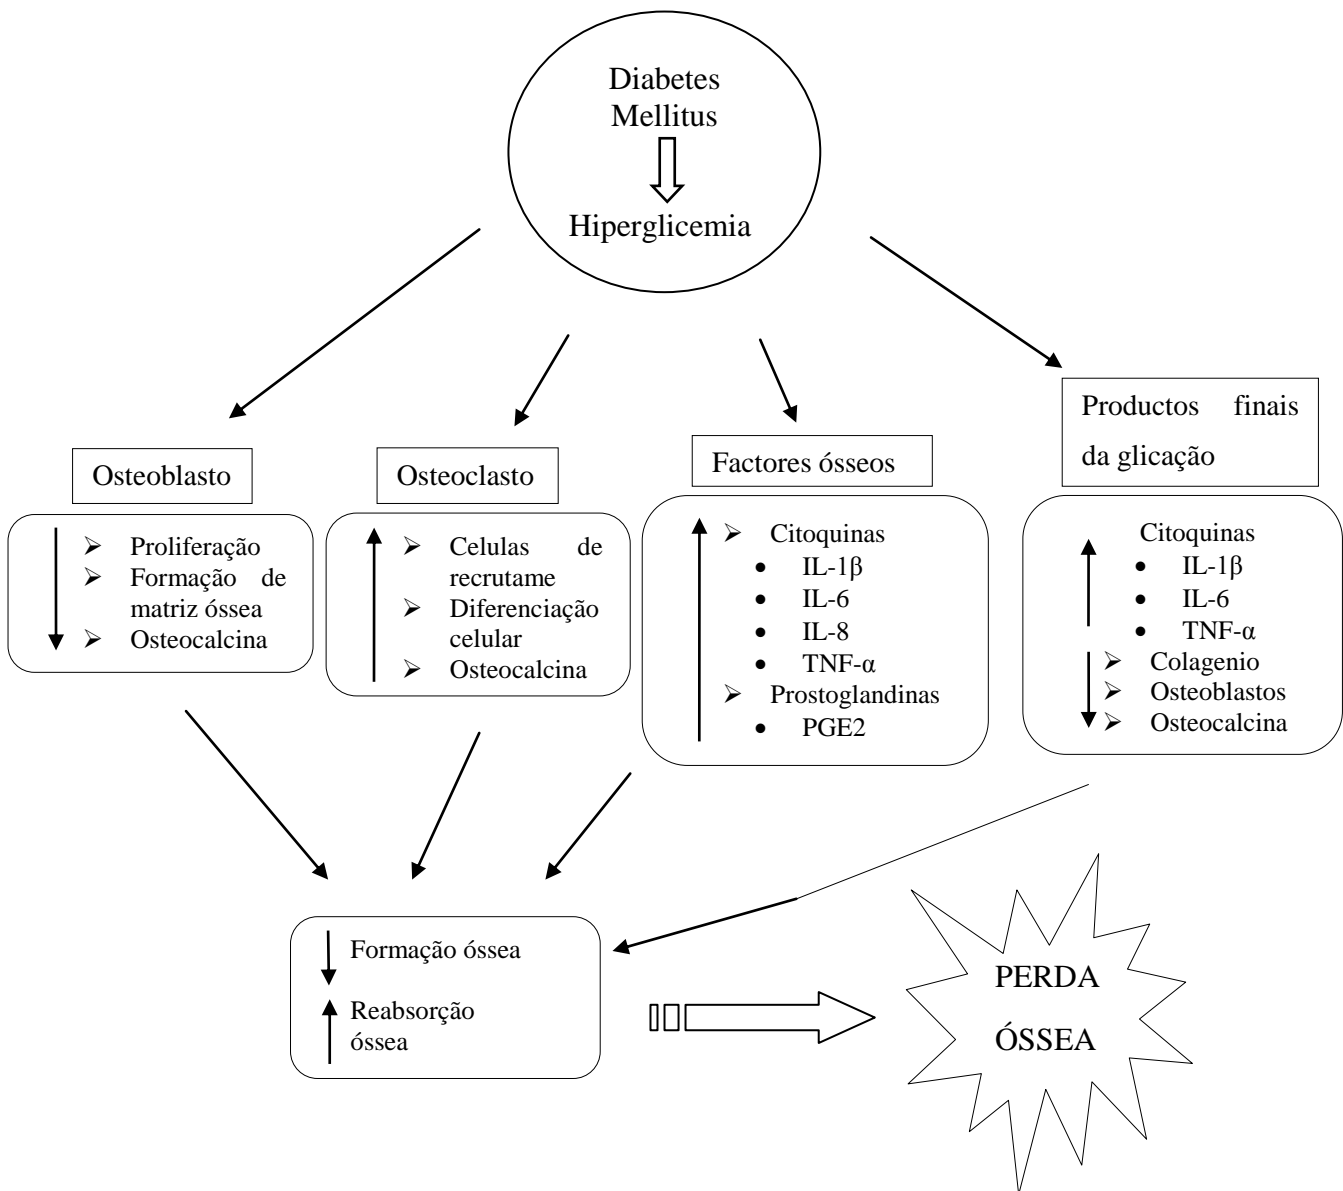 Diabetes
Mellitus
Hiperglicemia
Osteoblasto
Proliferação
Formação de
matriz óssea
Osteocalcina
Osteoclasto
Celulas de
recrutame
Diferenciação
celular
Osteocalcina
Factores ósseos
Citoquinas
IL-1β
IL-6
IL-8
TNF-α
Prostoglandinas
PGE2
Productos finais
da glicação
Citoquinas
IL-1β
IL-6
TNF-α
Colagenio
Osteoblastos
Osteocalcina
Formação óssea
Reabsorção
óssea
PERDA
ÓSSEA